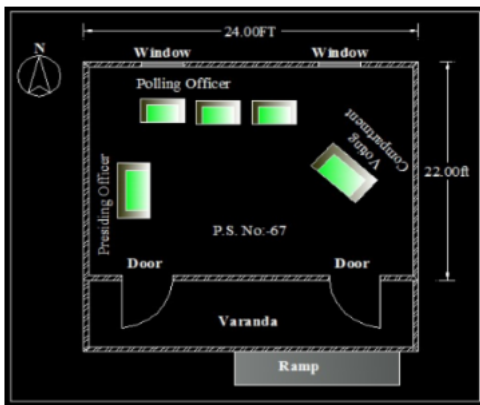 24.00FT
N
Window
Window
Polling Officer
Voting
Compartment
22.00ft
Presiding Officer
P.S. No:-67
Door
Door
Varanda
Ramp